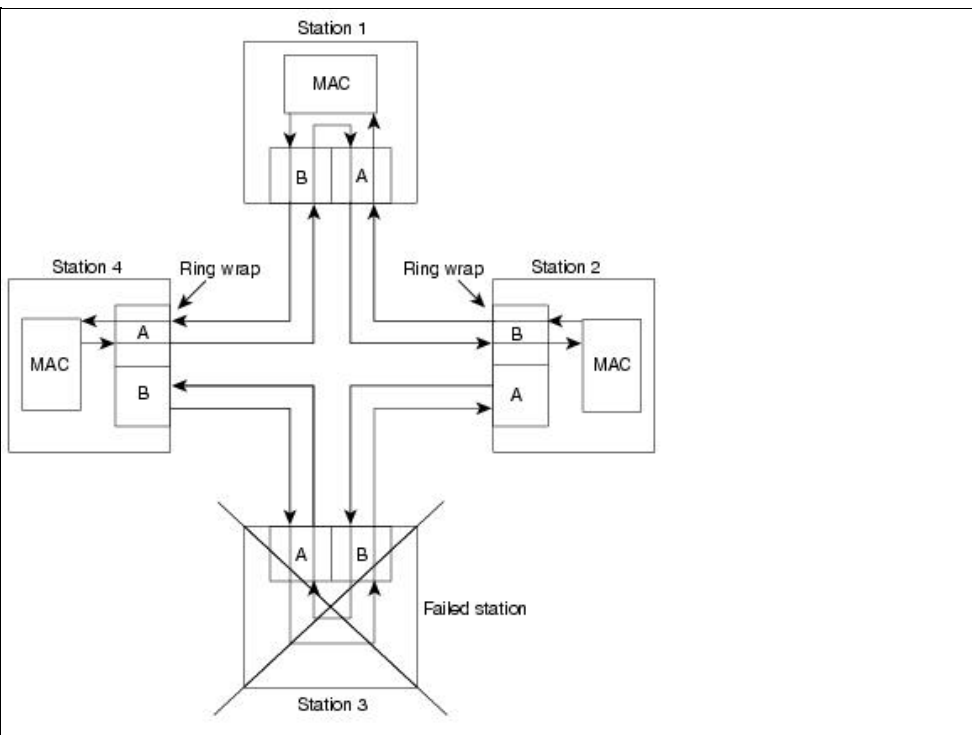 Station 1
MAC
B
A
Station 4
Ring wrap
Ring wrap
Station 2
MAC
A
B
B
A
MAC
A
B
Failed station
Station 3